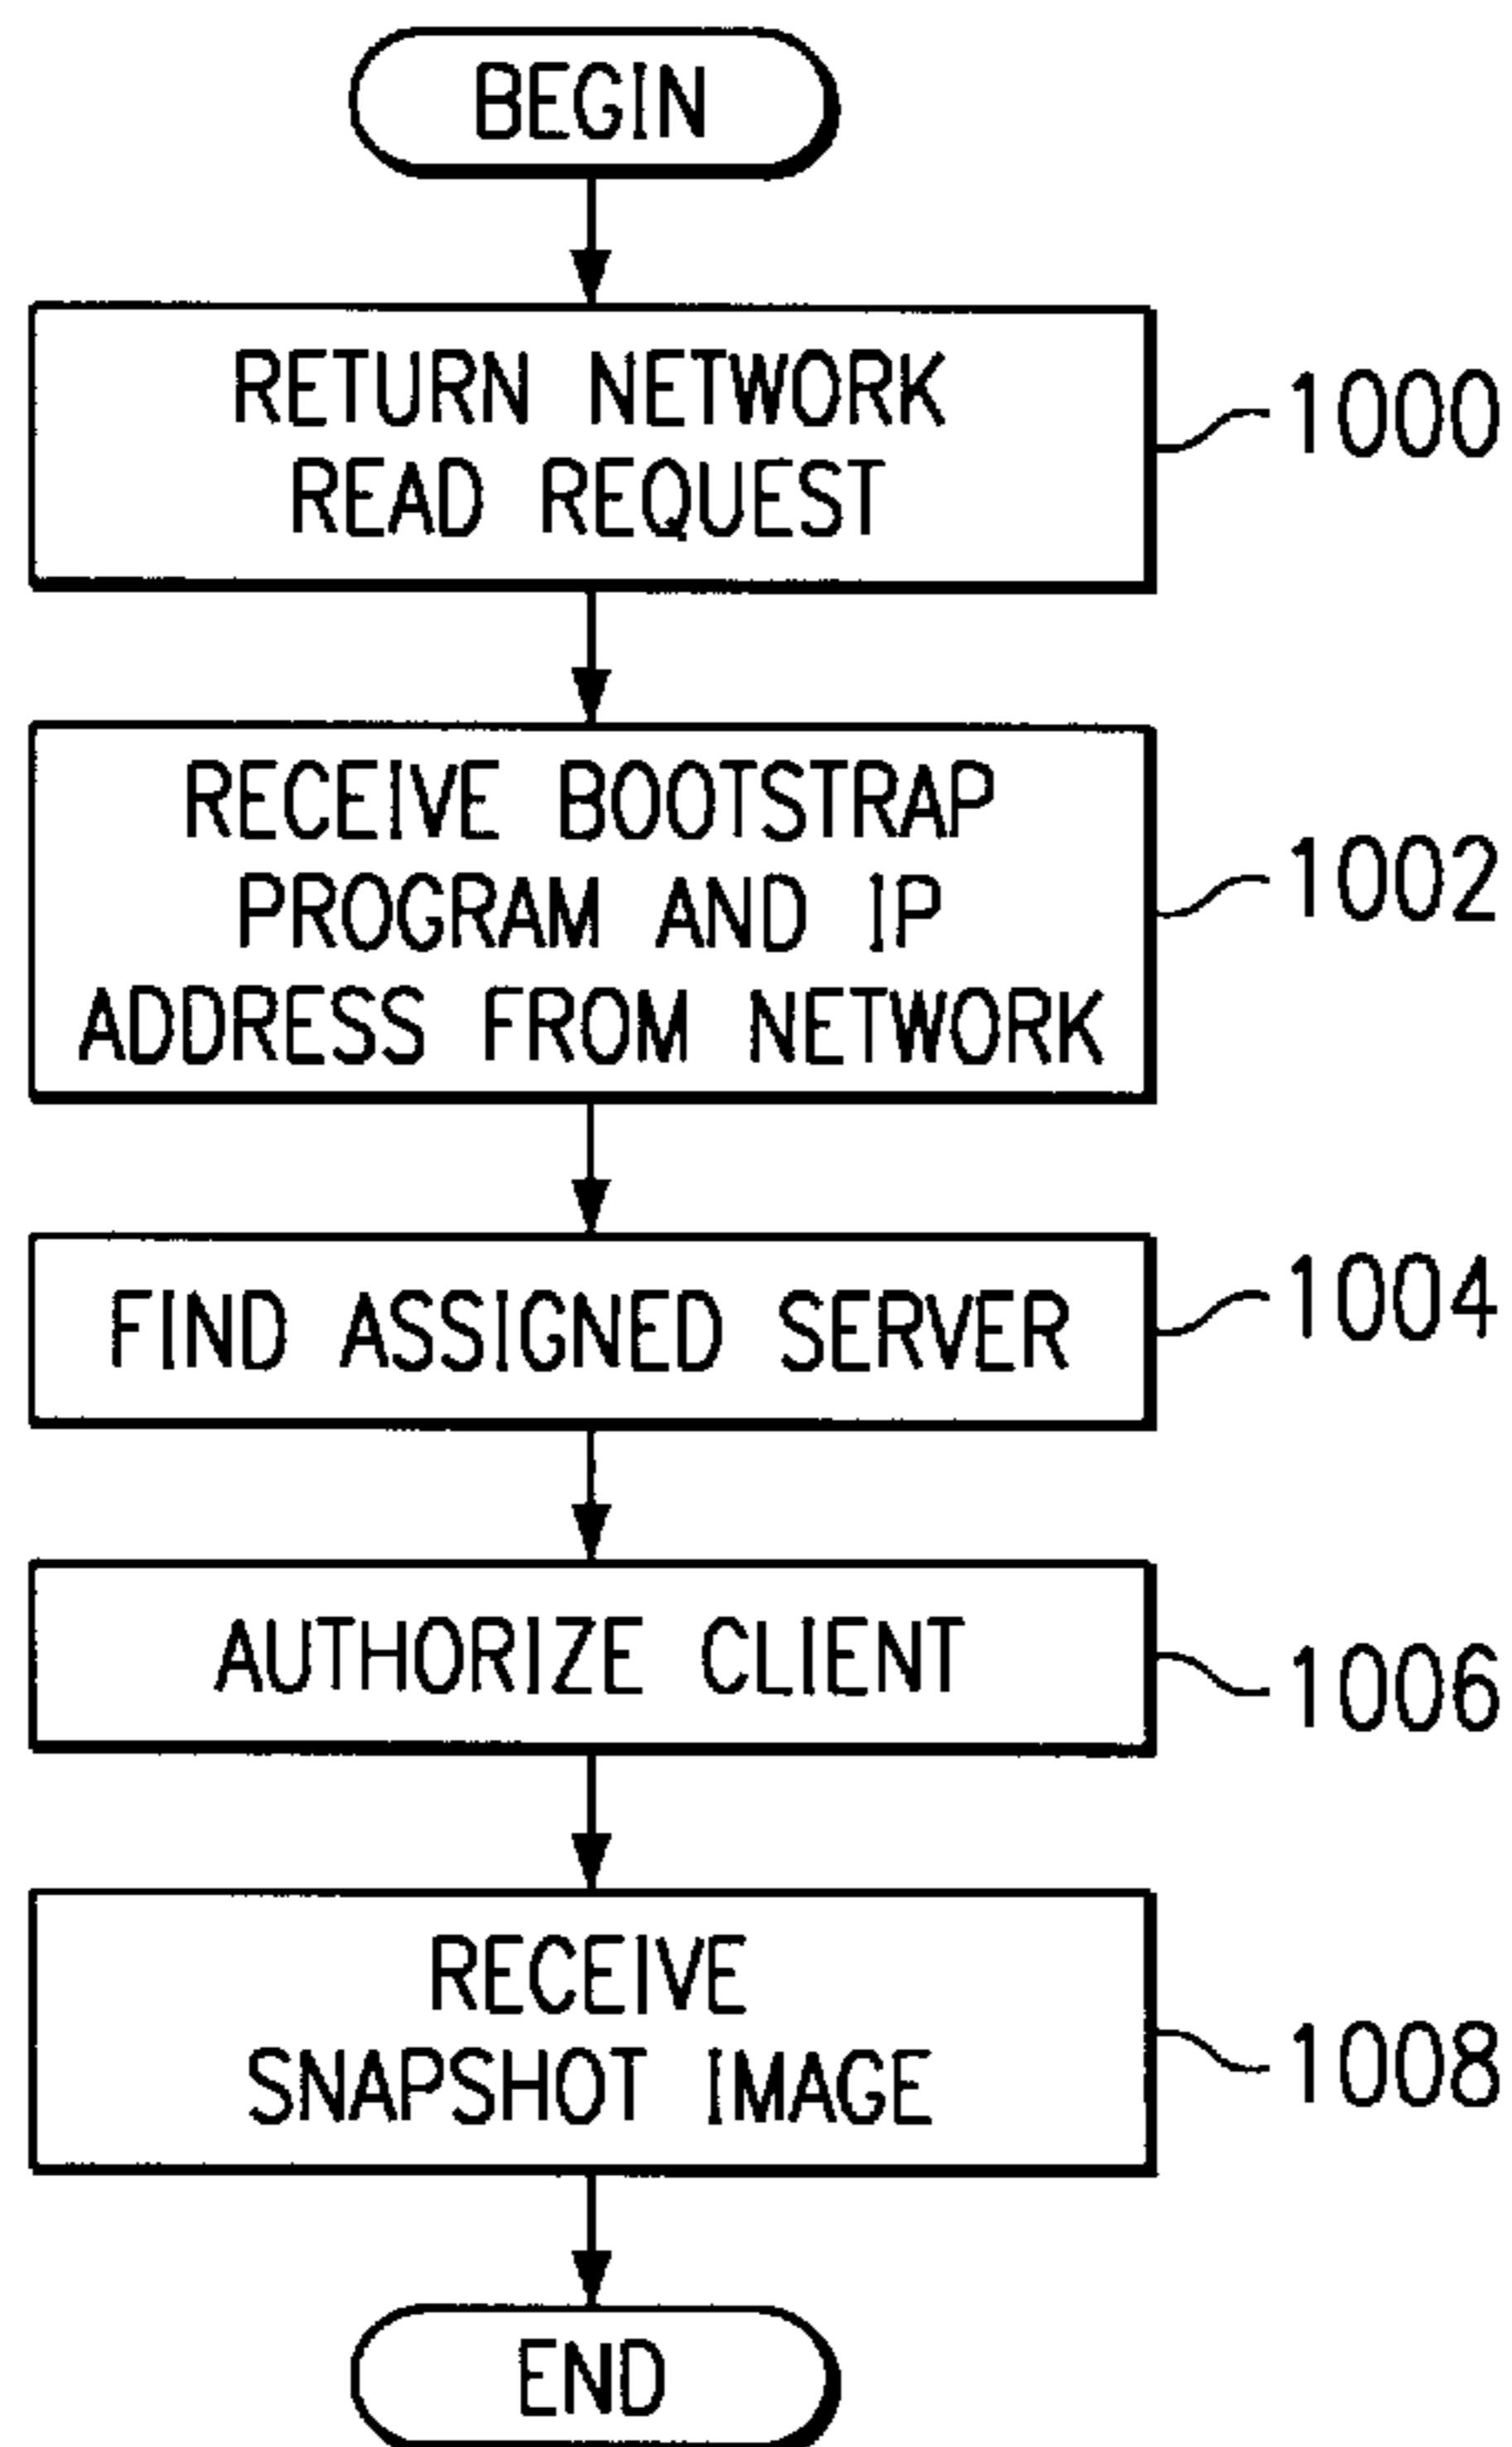 BEGIN
RETURN NETWORK
READ REQUEST
1000
RECEIVE BOOTSTRAP
PROGRAM AND IP
ADDRESS FROM NETWORK
1002
FIND ASSIGNED SERVER
1004
AUTHORIZE CLIENT
1006
RECEIVE
SNAPSHOT IMAGE
1008
END